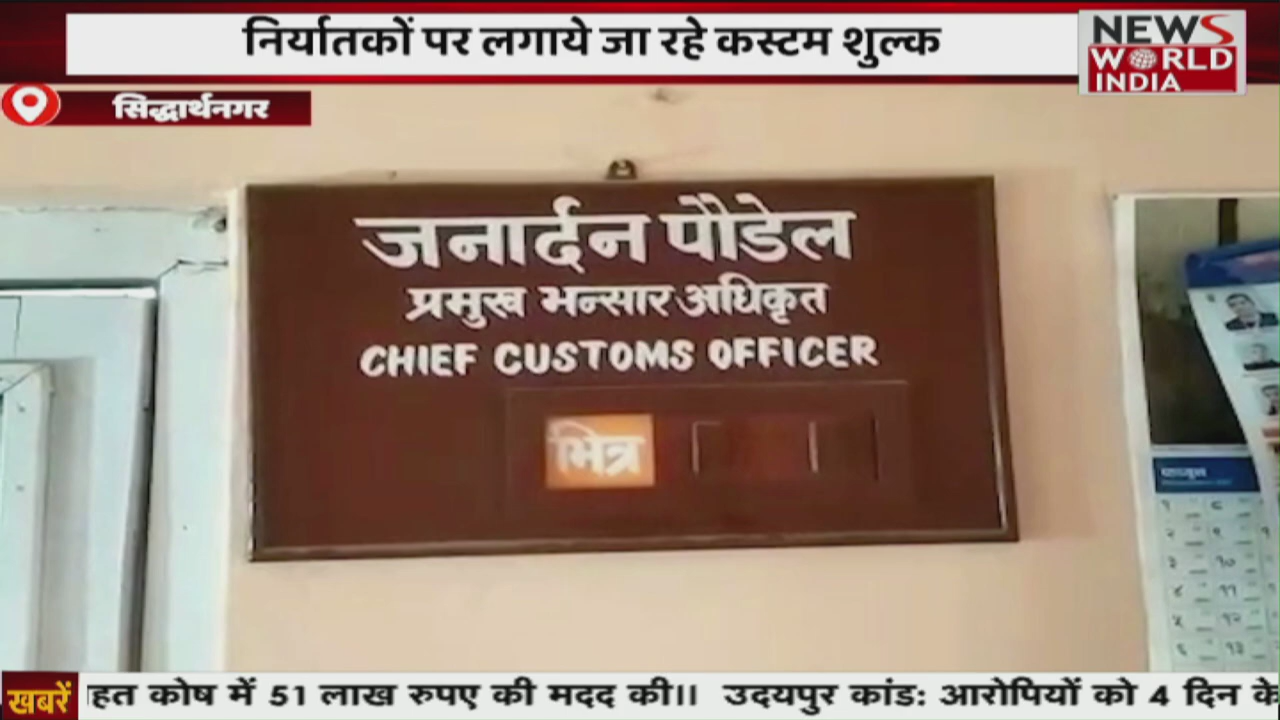 निर्यातकों पर लगाये जा रहे कस्टम शुल्क
NEWS
WORLD
INDIA
सिद्धार्थनगर
जनार्दन पौडेल
प्रमुख भन्सार अधिकृत
CHIEF CUSTOMS OFFICER
भित्र
खबरें
हत कोष में 51 लाख रुपए की मदद की।। उदयपुर कांड: आरोपियों को 4 दिन के